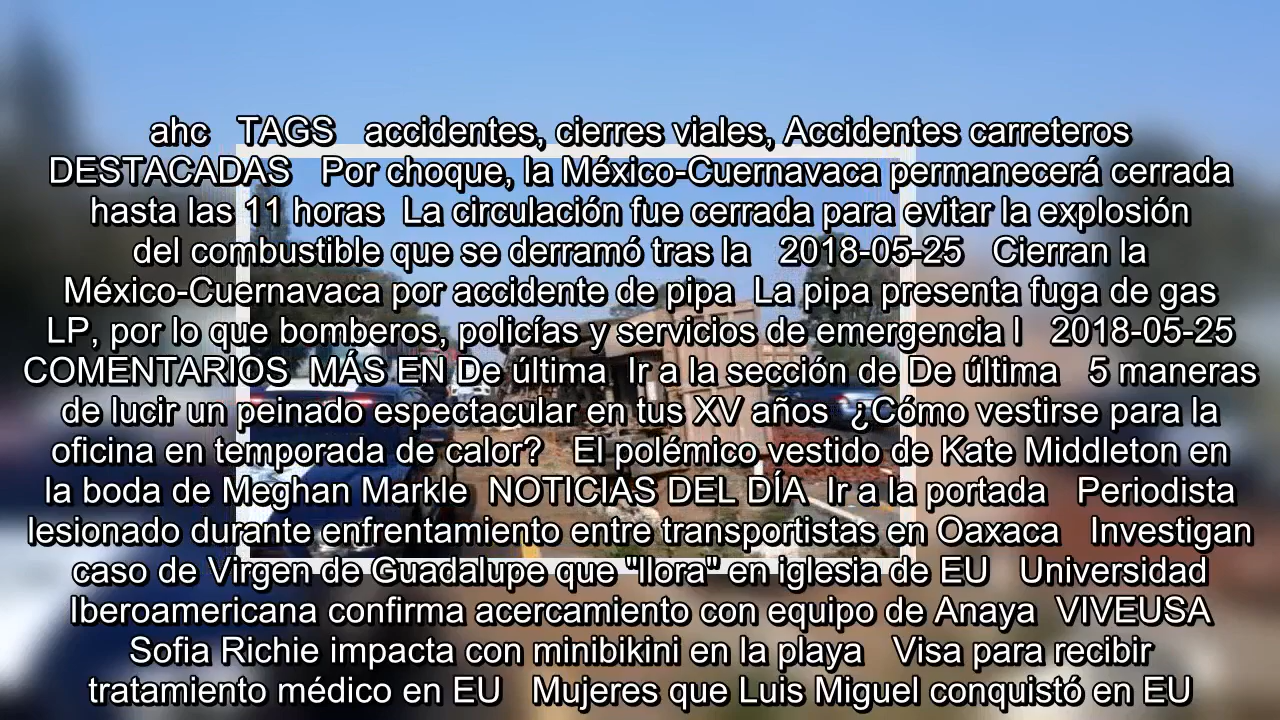 ahc   TAGS   accidentes, cierres viales, Accidentes carreteros
DESTACADAS   Por choque, la México-Cuernavaca permanecerá cerrada
hasta las 11 horas  La circulación fue cerrada para evitar la explosión
del combustible que se derramó tras la   2018-05-25   Cierran la
México-Cuernavaca por accidente de pipa  La pipa presenta fuga de gas
LP, por lo que bomberos, policías y servicios de emergencia l   2018-05-25
COMENTARIOS  MÁS EN De última  Ir a la sección de De última   5 maneras
de lucir un peinado espectacular en tus XV años  ¿Cómo vestirse para la
oficina en temporada de calor?   El polémico vestido de Kate Middleton en
la boda de Meghan Markle  NOTICIAS DEL DÍA  Ir a la portada   Periodista
lesionado durante enfrentamiento entre transportistas en Oaxaca   Investigan
caso de Virgen de Guadalupe que "llora" en iglesia de EU   Universidad
Iberoamericana confirma acercamiento con equipo de Anaya  VIVEUSA
Sofia Richie impacta con minibikini en la playa   Visa para recibir
tratamiento médico en EU   Mujeres que Luis Miguel conquistó en EU